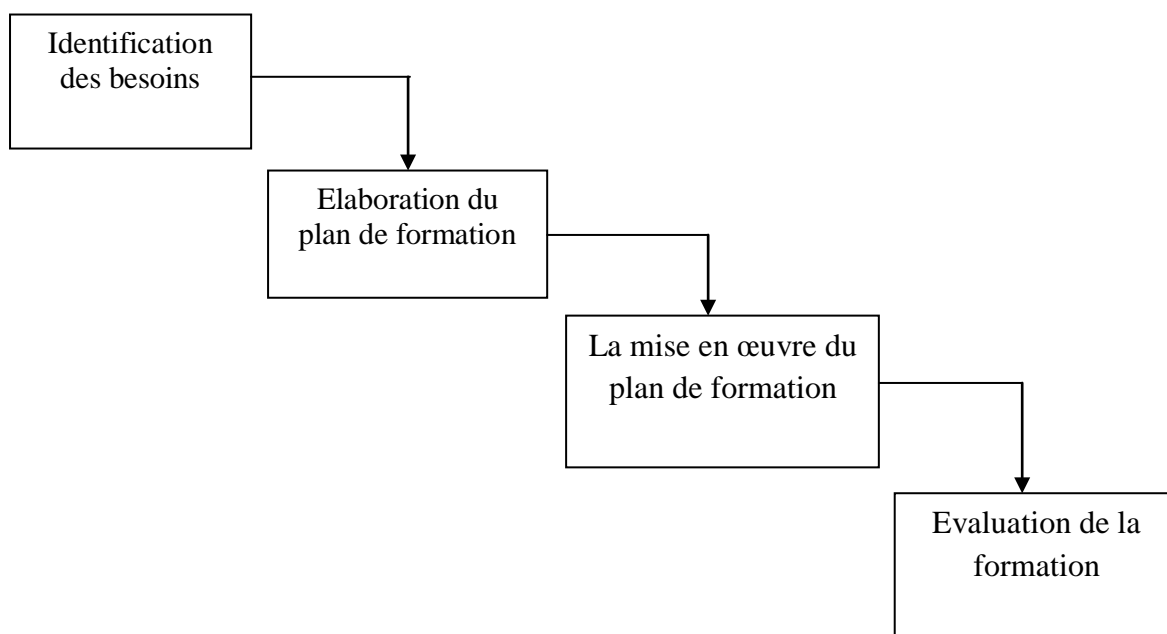 Identification
des besoins
Elaboration du
plan de formation
La mise en œuvre du
plan de formation
Evaluation de la
formation